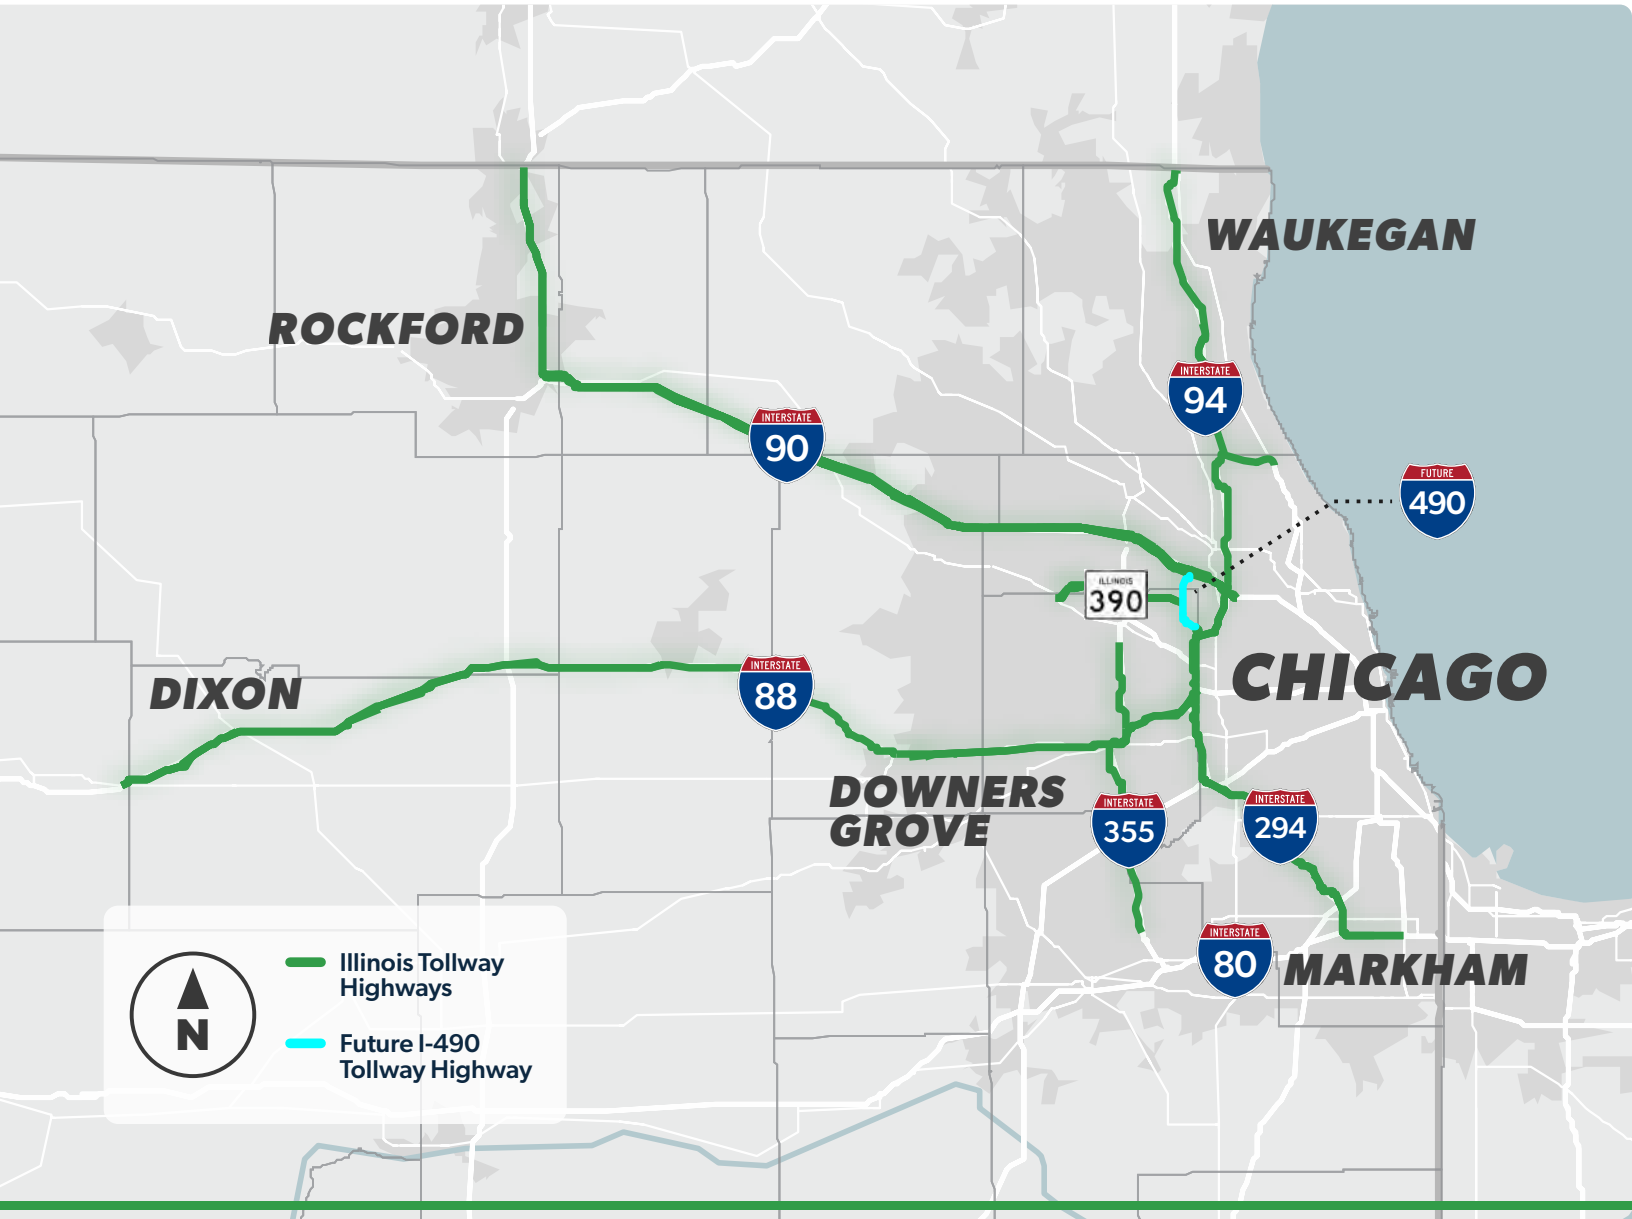 WAUKEGAN
ROCKFORD
INTERSTATE
94
INTERSTATE
90
FUTURE
490
ILLINOIS
390
CHICAGO
DIXON
INTERSTATE
88
DOWNERS
GROVE
INTERSTATE
355
INTERSTATE
294
INTERSTATE
80
MARKHAM
N
Illinois Tollway
Highways
Future I-490
Tollway Highway